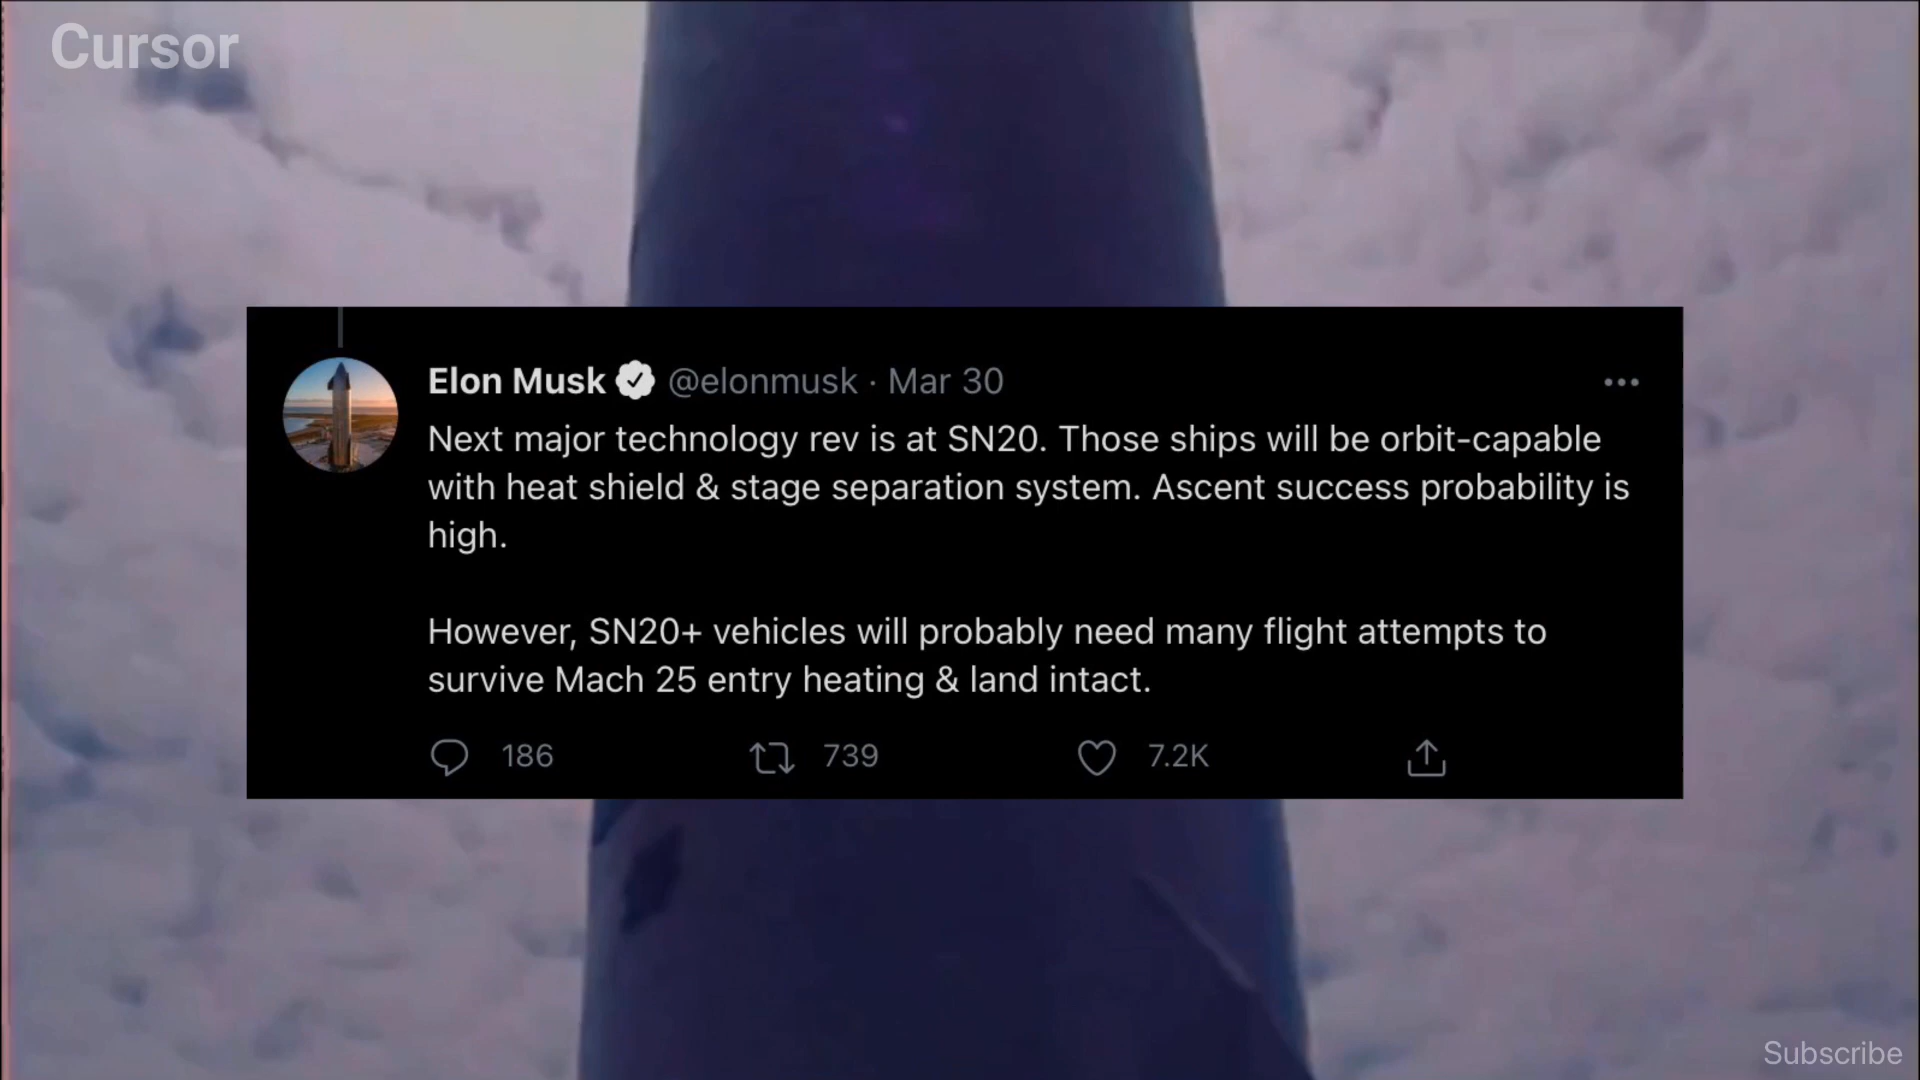 Cursor
Elon Musk @elonmusk · Mar 30
Next major technology rev is at SN20. Those ships will be orbit-capable
with heat shield & stage separation system. Ascent success probability is
high.
However, SN20+ vehicles will probably need many flight attempts to
survive Mach 25 entry heating & land intact.
186 739 7.2K
Subscribe